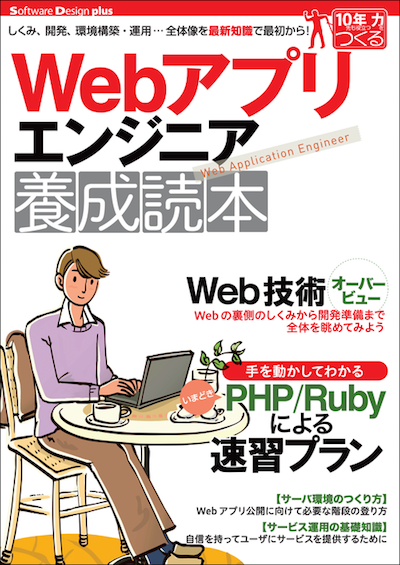 Software Design plus
しくみ、開発、環境構築・運用…全体像を最新知識で最初から!
10年先も役立つ力をつくる
Webアプリ
エンジニア
Web Application Engineer
養成読本
Web技術
オーバー
ビュー
Webの裏側のしくみから開発準備まで
全体を眺めてみよう
手を動かしてわかる
いまどき
PHP/Ruby
による
速習プラン
【サーバ環境のつくり方】
Webアプリ公開に向けて必要な階段の登り方
【サービス運用の基礎知識】
自信を持ってユーザにサービスを提供するために